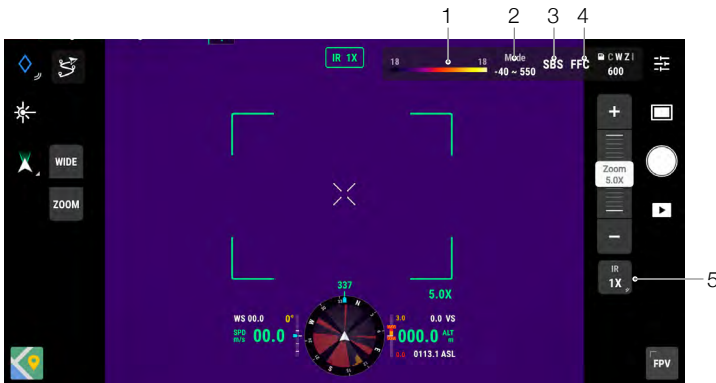 1 2 3 4
IR 1X
18 18
Mode
-40 ~ 550
SBS
FFC
C W Z I
600
+
WIDE
Zoom
5.0X
ZOOM
−
IR
1X
5
337
5.0X
WS 00.0 0°
3.0 0.0 VS
SPD
m/s
00.0
000.0
ALT
m
0.0 0113.1 ASL
N
E
S
W
FPV